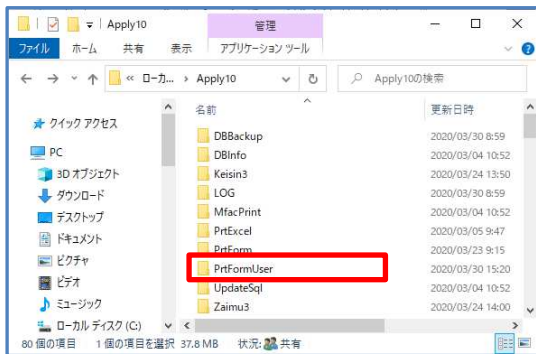 Apply10
管理
ファイル ホーム 共有 表示 アプリケーション ツール
« ローカ... › Apply10
Apply10の検索
名前 更新日時
クイック アクセス
PC
3D オブジェクト
ダウンロード
デスクトップ
ドキュメント
ピクチャ
ビデオ
ミュージック
ローカル ディスク (C:)
DBBackup 2020/03/30 8:59
DBInfo 2020/03/04 10:52
Keisin3 2020/03/24 13:50
LOG 2020/03/30 8:59
MfacPrint 2020/03/04 10:52
PrtExcel 2020/03/05 9:47
PrtForm 2020/03/23 9:15
PrtFormUser 2020/03/30 15:20
UpdateSql 2020/03/04 10:52
Zaimu3 2020/03/24 14:00
80 個の項目 1 個の項目を選択 37.8 MB 状況: 共有